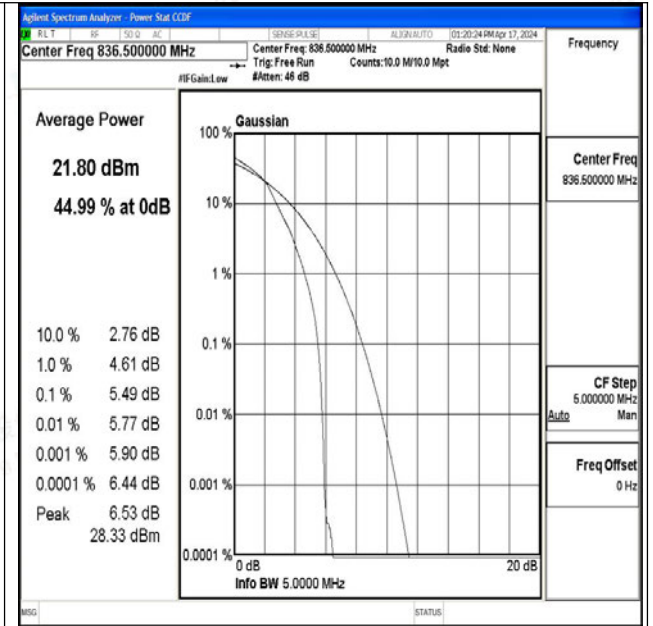 Agilent Spectrum Analyzer - Power Stat CCDF
RL T RF 50 Ω AC SENSE:PULSE ALIGN AUTO 01:20:24 PM Apr 17, 2024
Center Freq 836.500000 MHz
Center Freq: 836.500000 MHz Radio Std: None
Trig: Free Run Counts:10.0 M/10.0 Mpt
#IFGain:Low #Atten: 46 dB
Frequency
Average Power
21.80 dBm
44.99 % at 0dB
10.0 % 2.76 dB
1.0 % 4.61 dB
0.1 % 5.49 dB
0.01 % 5.77 dB
0.001 % 5.90 dB
0.0001 % 6.44 dB
Peak 6.53 dB
28.33 dBm
Gaussian
100 %
10 %
1 %
0.1 %
0.01 %
0.001 %
0.0001 %
0 dB 20 dB
Info BW 5.0000 MHz
Center Freq
836.500000 MHz
CF Step
5.000000 MHz
Auto Man
Freq Offset
0 Hz
MSG STATUS